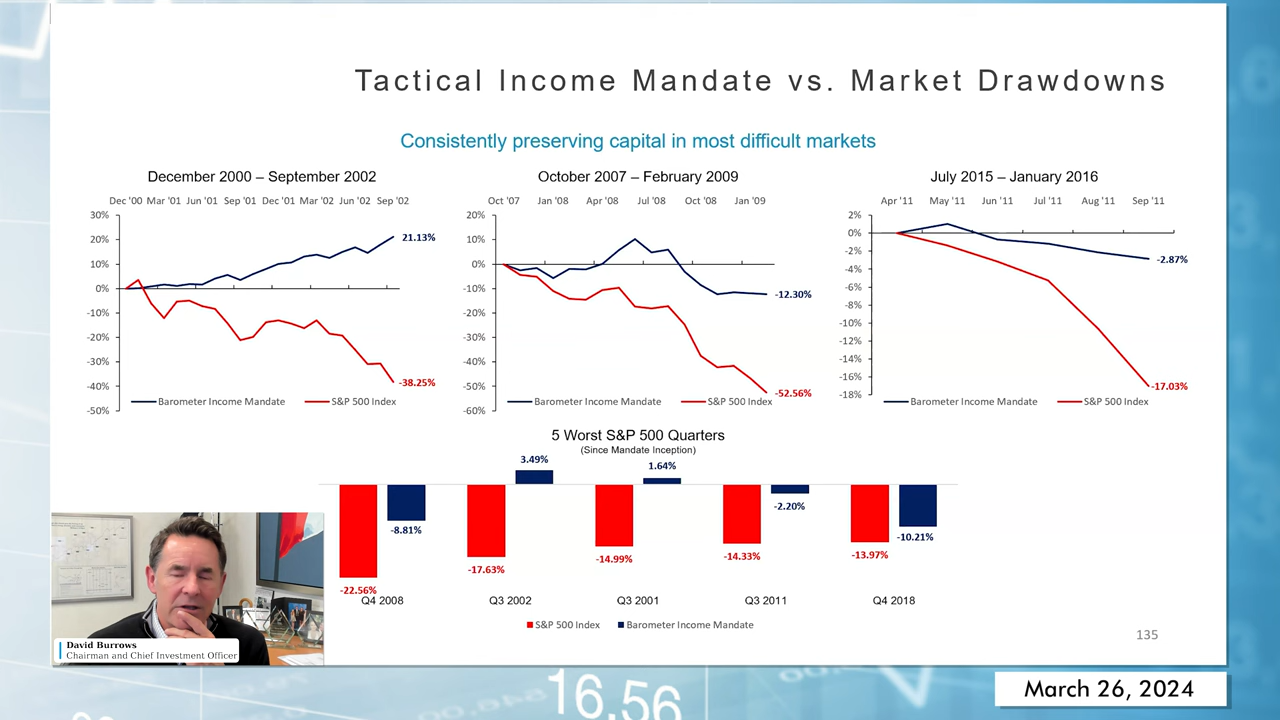 Tactical Income Mandate vs. Market Drawdowns
Consistently preserving capital in most difficult markets
December 2000 – September 2002
Dec '00 Mar '01 Jun '01 Sep '01 Dec '01 Mar '02 Jun '02 Sep '02
30%
20%
10%
0%
-10%
-20%
-30%
-40%
-50%
21.13%
-38.25%
Barometer Income Mandate S&P 500 Index
October 2007 – February 2009
Oct '07 Jan '08 Apr '08 Jul '08 Oct '08 Jan '09
20%
10%
0%
-10%
-20%
-30%
-40%
-50%
-60%
-12.30%
-52.56%
Barometer Income Mandate S&P 500 Index
July 2015 – January 2016
Apr '11 May '11 Jun '11 Jul '11 Aug '11 Sep '11
2%
0%
-2%
-4%
-6%
-8%
-10%
-12%
-14%
-16%
-18%
-2.87%
-17.03%
Barometer Income Mandate S&P 500 Index
5 Worst S&P 500 Quarters
(Since Mandate Inception)
3.49% 1.64%
-8.81% -2.20% -10.21%
-22.56% -17.63% -14.99% -14.33% -13.97%
Q4 2008 Q3 2002 Q3 2001 Q3 2011 Q4 2018
S&P 500 Index Barometer Income Mandate
135
David Burrows
Chairman and Chief Investment Officer
March 26, 2024
16.56